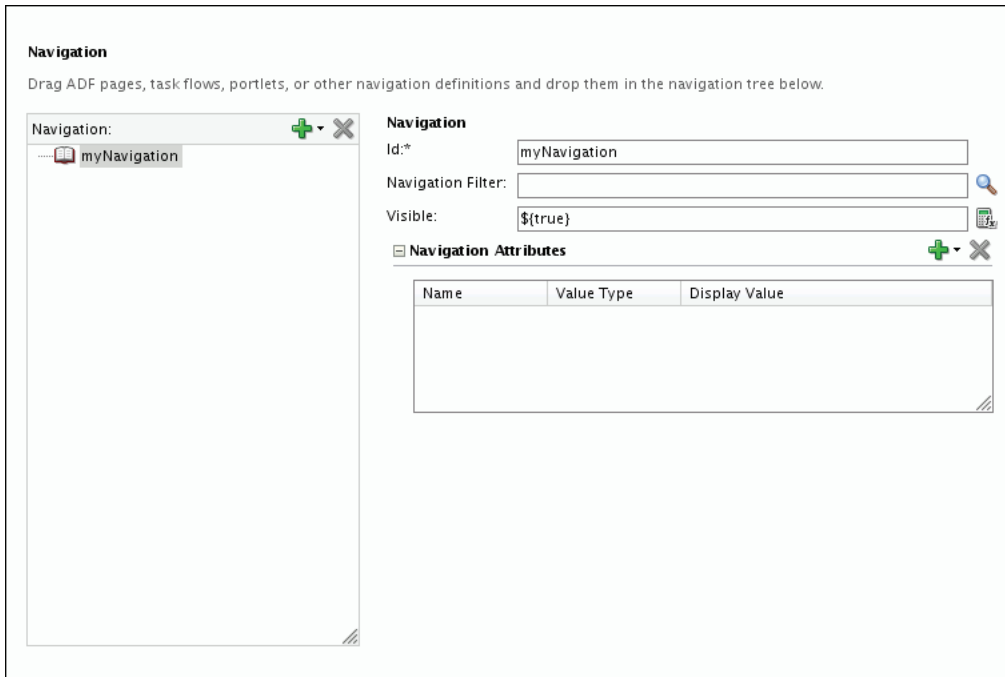 Navigation
Drag ADF pages, task flows, portlets, or other navigation definitions and drop them in the navigation tree below.
Navigation:
myNavigation
Navigation
Id:*
myNavigation
Navigation Filter:
Visible:
${true}
Navigation Attributes
Name
Value Type
Display Value